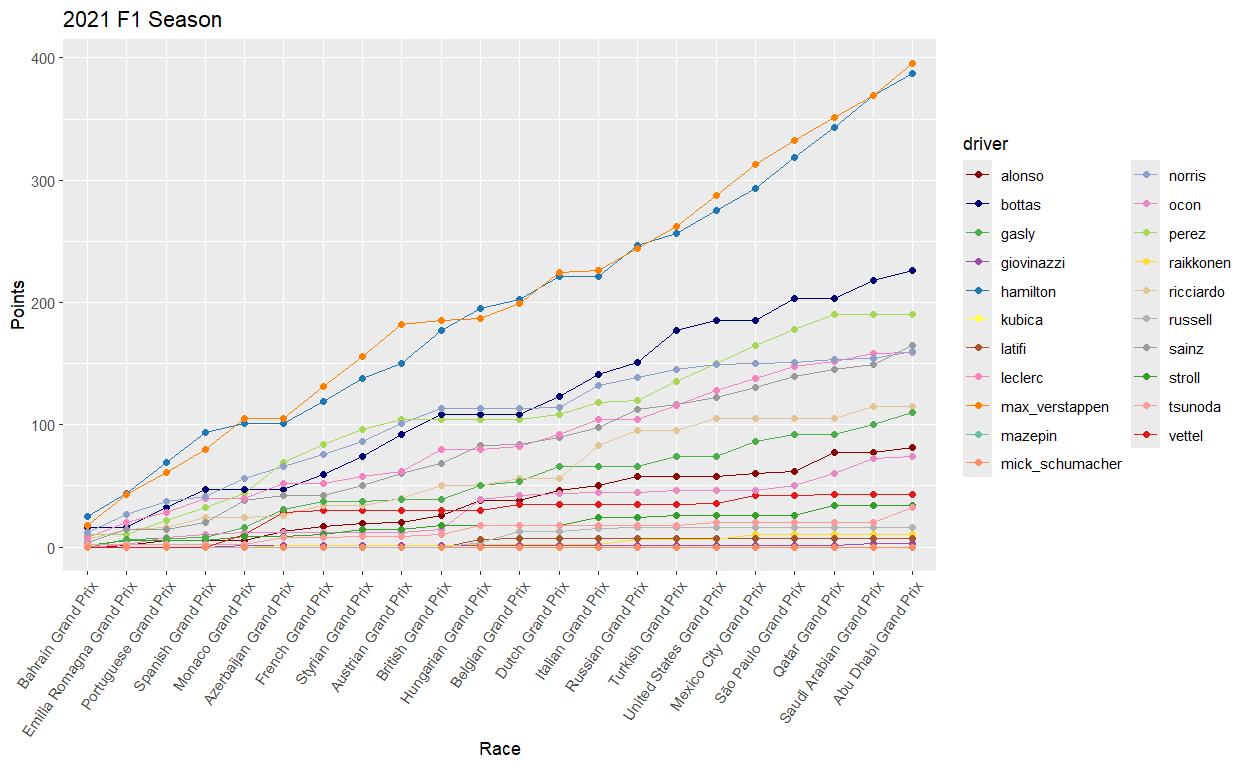 2021 F1 Season
Points
400
300
200
100
0
Bahrain Grand Prix
Emilia Romagna Grand Prix
Portuguese Grand Prix
Spanish Grand Prix
Monaco Grand Prix
Azerbaijan Grand Prix
French Grand Prix
Styrian Grand Prix
Austrian Grand Prix
British Grand Prix
Hungarian Grand Prix
Belgian Grand Prix
Dutch Grand Prix
Italian Grand Prix
Russian Grand Prix
Turkish Grand Prix
United States Grand Prix
Mexico City Grand Prix
São Paulo Grand Prix
Qatar Grand Prix
Saudi Arabian Grand Prix
Abu Dhabi Grand Prix
Race
driver
alonso
bottas
gasly
giovinazzi
hamilton
kubica
latifi
leclerc
max_verstappen
mazepin
mick_schumacher
norris
ocon
perez
raikkonen
ricciardo
russell
sainz
stroll
tsunoda
vettel